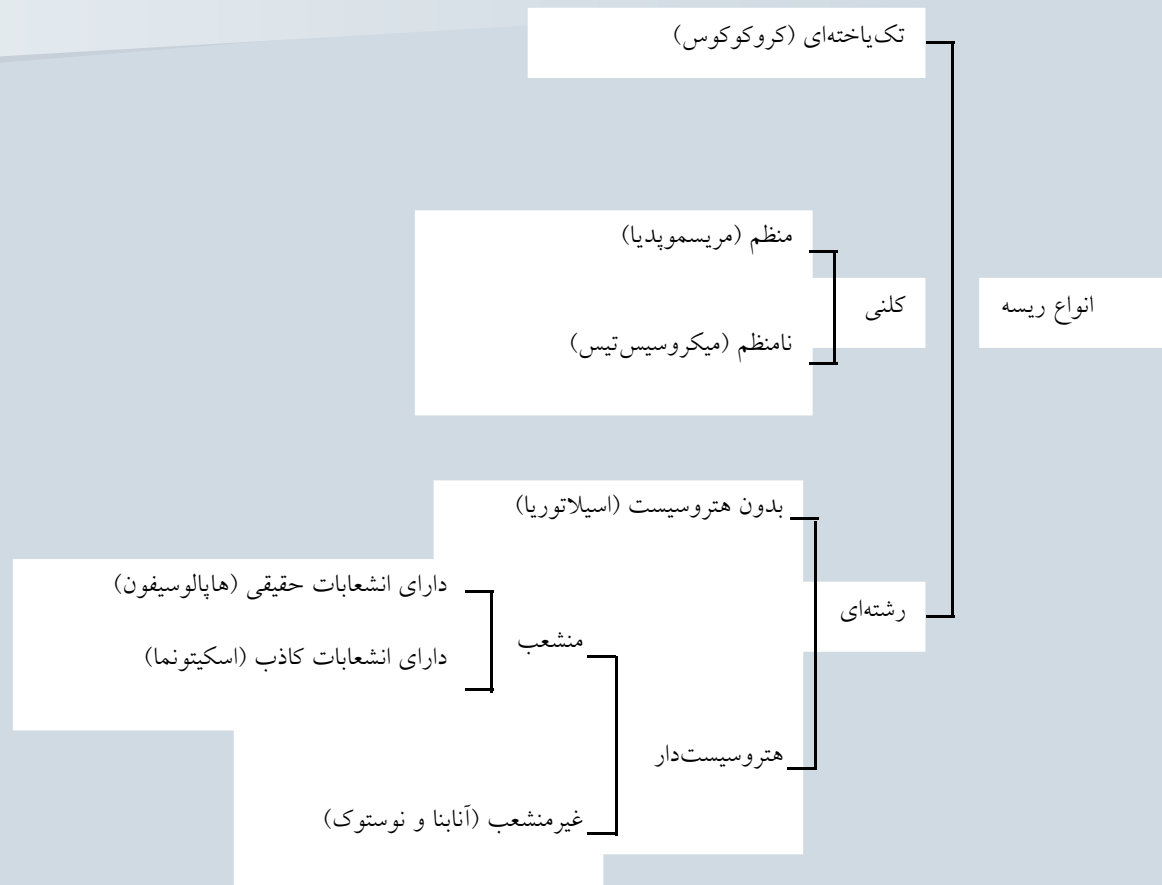 تک‌یاخته‌ای (کروکوکوس)
منظم (مریسموپدیا)
انواع ریسه
کلنی
نامنظم (میکروسیس‌تیس)
بدون هتروسیست (اسیلاتوریا)
دارای انشعابات حقیقی (هاپالوسیفون)
رشته‌ای
منشعب
دارای انشعابات کاذب (اسکیتونما)
هتروسیست‌دار
غیرمنشعب (آنابنا و نوستوک)